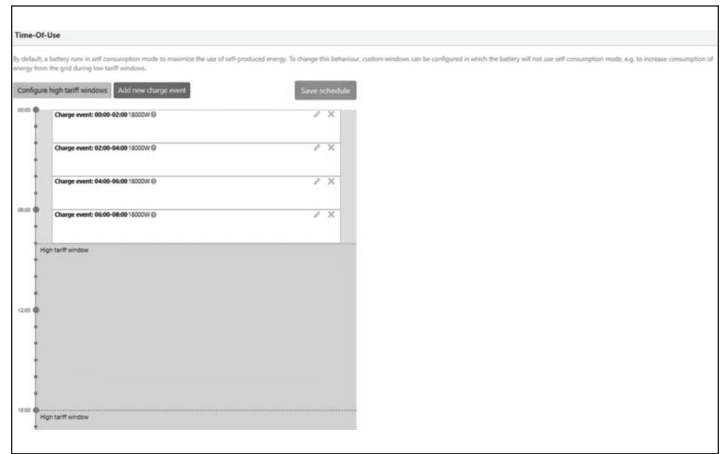 Time-Of-Use
By default, a battery runs in self consumption mode to maximize the use of self-produced energy. To change this behaviour, custom windows can be configured in which the battery will not use self consumption mode, e.g. to increase consumption of
energy from the grid during low tariff windows.
Configure high tariff windows Add new charge event Save schedule
00:00
Charge event: 00:00-02:00 18000W
Charge event: 02:00-04:00 18000W
Charge event: 04:00-06:00 18000W
06:00
Charge event: 06:00-08:00 18000W
High tariff window
12:00
18:00
High tariff window